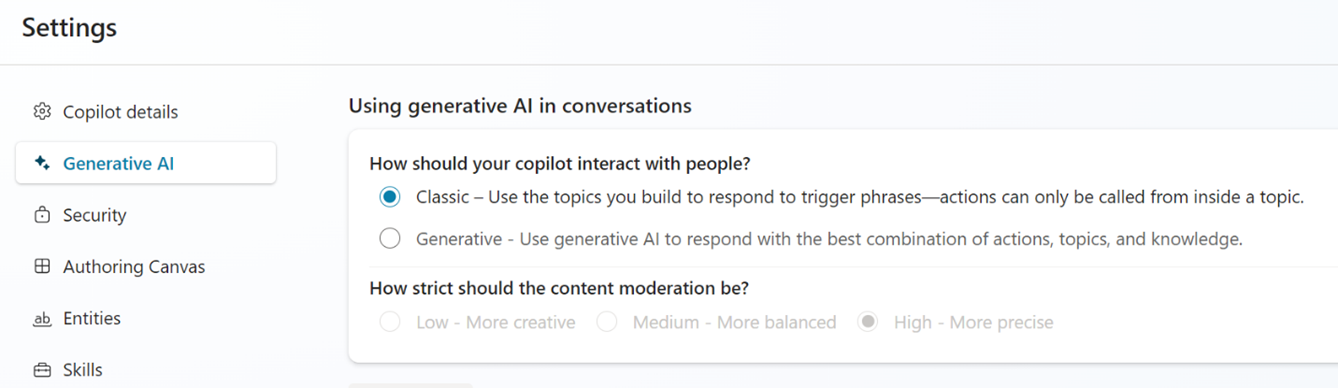 Settings
Copilot details
Generative AI
Security
Authoring Canvas
ab Entities
Skills
Using generative AI in conversations
How should your copilot interact with people?
Classic – Use the topics you build to respond to trigger phrases—actions can only be called from inside a topic.
Generative - Use generative AI to respond with the best combination of actions, topics, and knowledge.
How strict should the content moderation be?
Low - More creative Medium - More balanced High - More precise